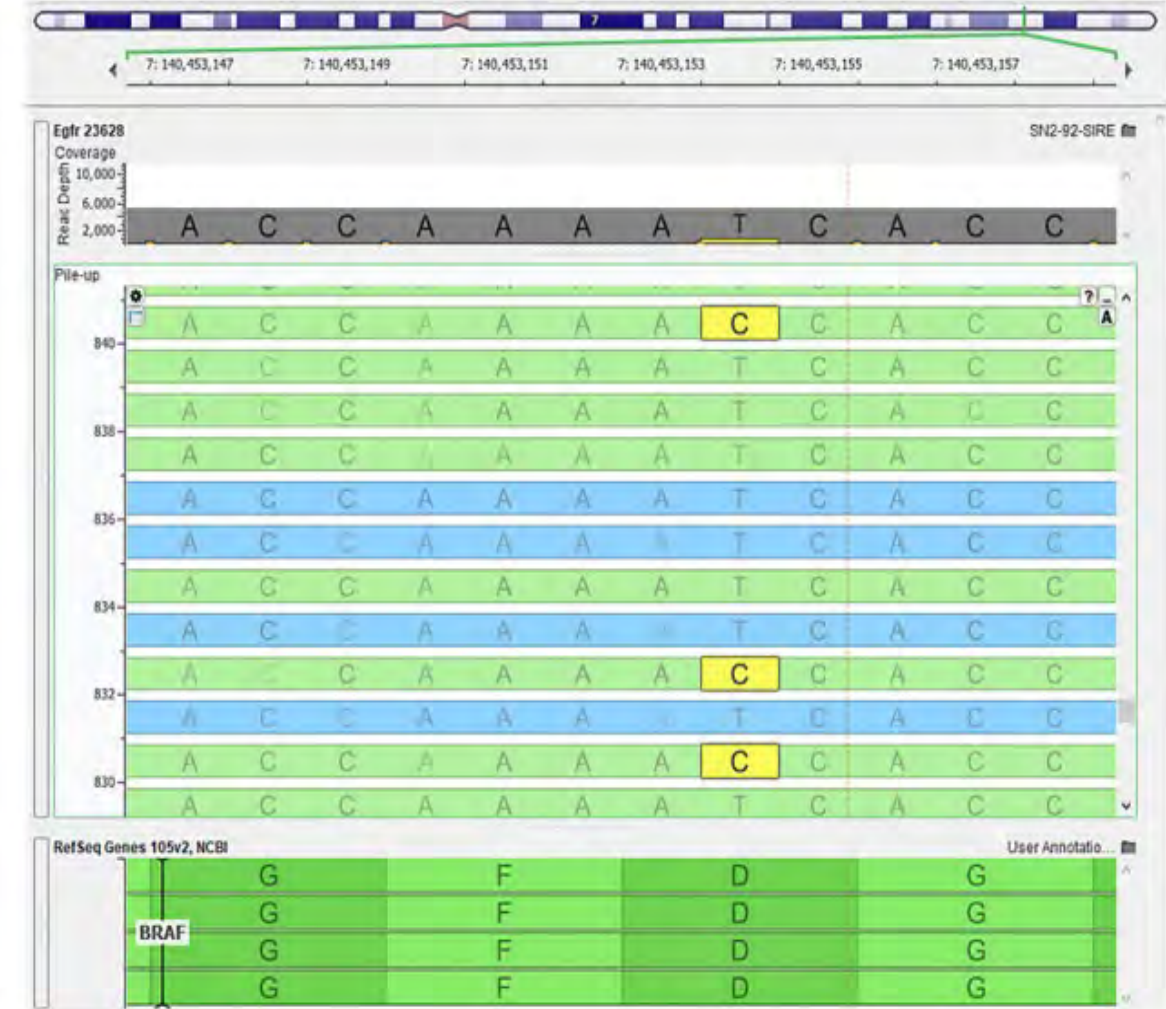 7
7: 140,453,147 7: 140,453,149 7: 140,453,151 7: 140,453,153 7: 140,453,155 7: 140,453,157
Egfr 23628 SN2-92-SIRE
Coverage
Read Depth
10,000
6,000
2,000
A C C A A A A T C A C C
Pile-up
? _
A C C A A A A C C A C C A
840
A C C A A A A T C A C C
A C C A A A A T C A C C
838
A C C A A A T C A C C
A C C A A A A T C A C C
836
A C C A A A T C A C C
A C C A A A A T C A C C
834
A C C A A A T C A C C
A C A A A A C C A C C
832
A C C A A A T C A C C
A C C A A A A C C A C C
830
A C C A A A A T C A C C
RefSeq Genes 105v2, NCBI User Annotatio...
G F D G
G F D G
BRAF
G F D G
G F D G